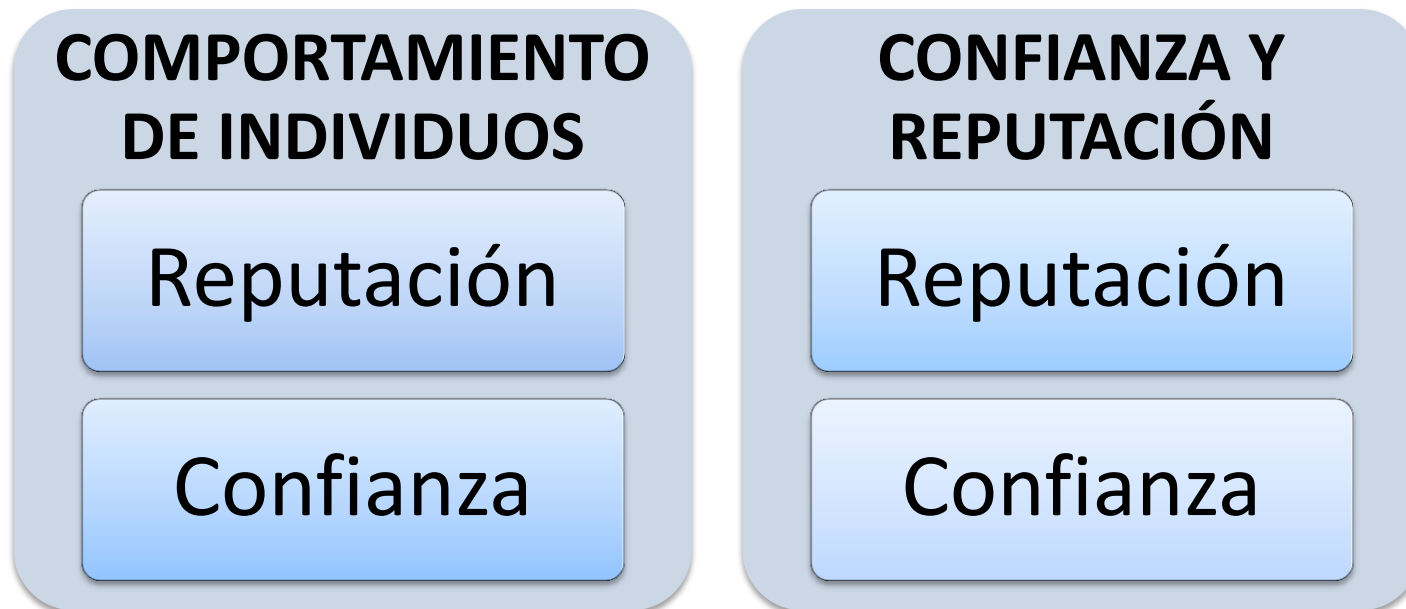 COMPORTAMIENTO
DE INDIVIDUOS
Reputación
Confianza
CONFIANZA Y
REPUTACIÓN
Reputación
Confianza